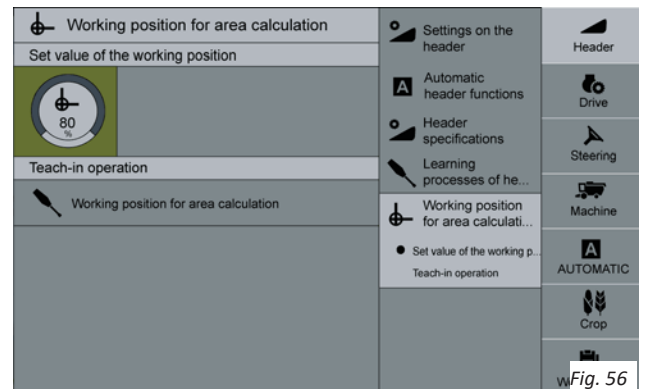 Working position for area calculation
Set value of the working position
80
%
Teach-in operation
Working position for area calculation
Settings on the
header
A
Automatic
header functions
Header
specifications
Learning
processes of he...
Working position
for area calculati...
Set value of the working p...
Teach-in operation
Header
Drive
Steering
Machine
A
AUTOMATIC
Crop
Fig. 56